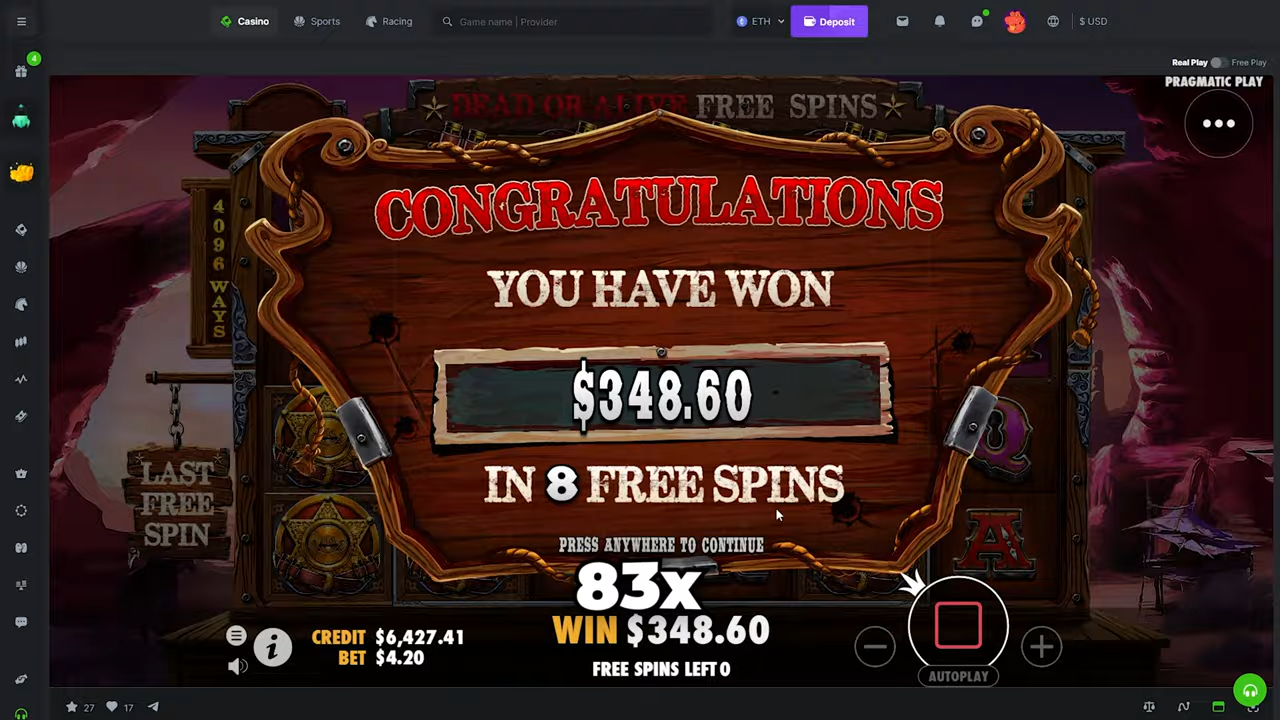 Casino
Sports
Racing
Game name | Provider
ETH
Deposit
$ USD
4
Real Play
Free Play
PRAGMATIC PLAY
DEAD OR ALIVE FREE SPINS
4096 WAYS
CONGRATULATIONS
YOU HAVE WON
$348.60
IN 8 FREE SPINS
LAST
FREE
SPIN
Q
A
PRESS ANYWHERE TO CONTINUE
83x
WIN $348.60
FREE SPINS LEFT 0
CREDIT $6,427.41
BET $4.20
AUTOPLAY
27
17